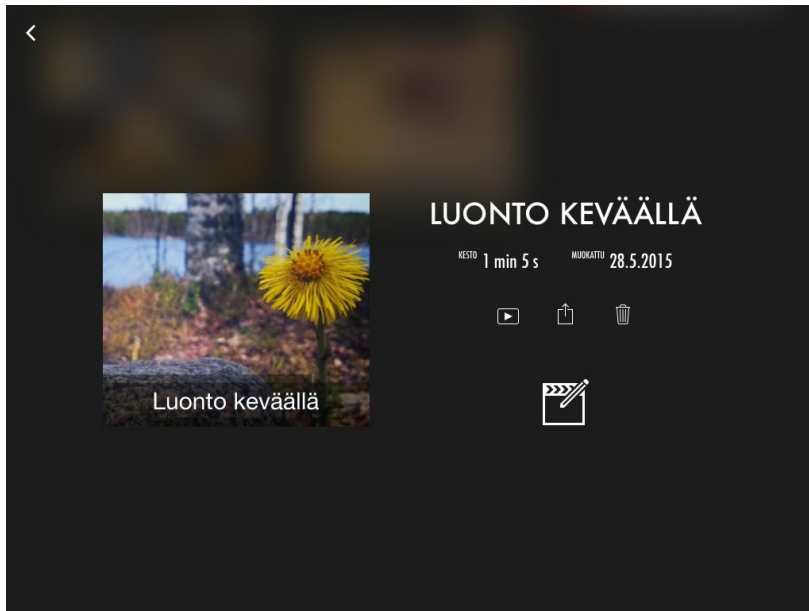 LUONTO KEVÄÄLLÄ
KESTO 1 min 5 s MUOKATTU 28.5.2015
Luonto keväällä